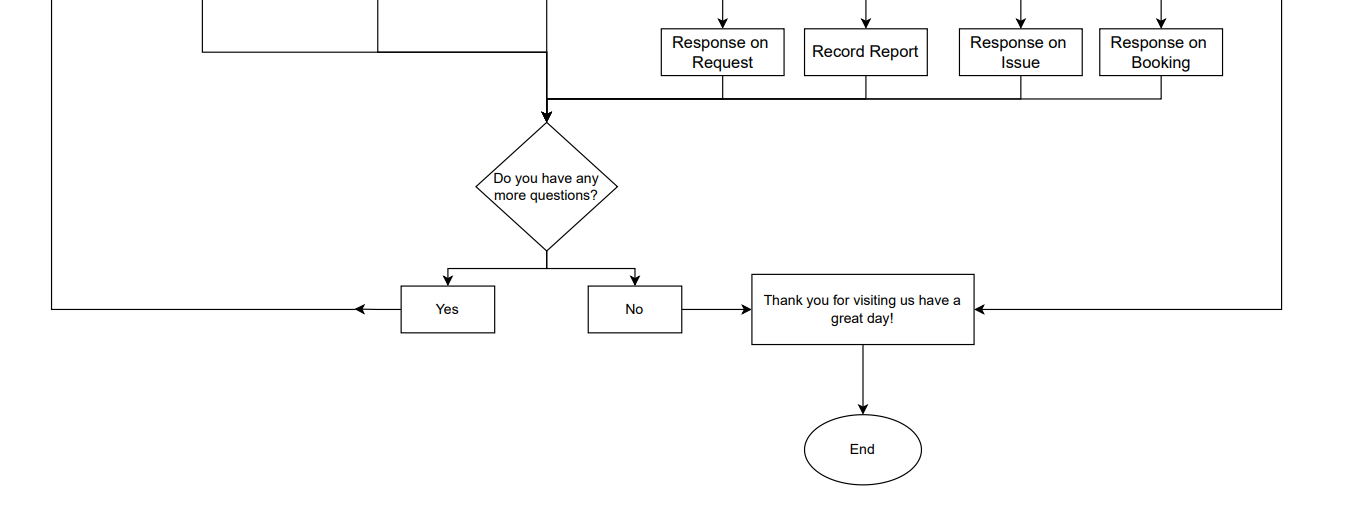 Response on
Request
Record Report
Response on
Issue
Response on
Booking
Do you have any
more questions?
Yes
No
Thank you for visiting us have a
great day!
End